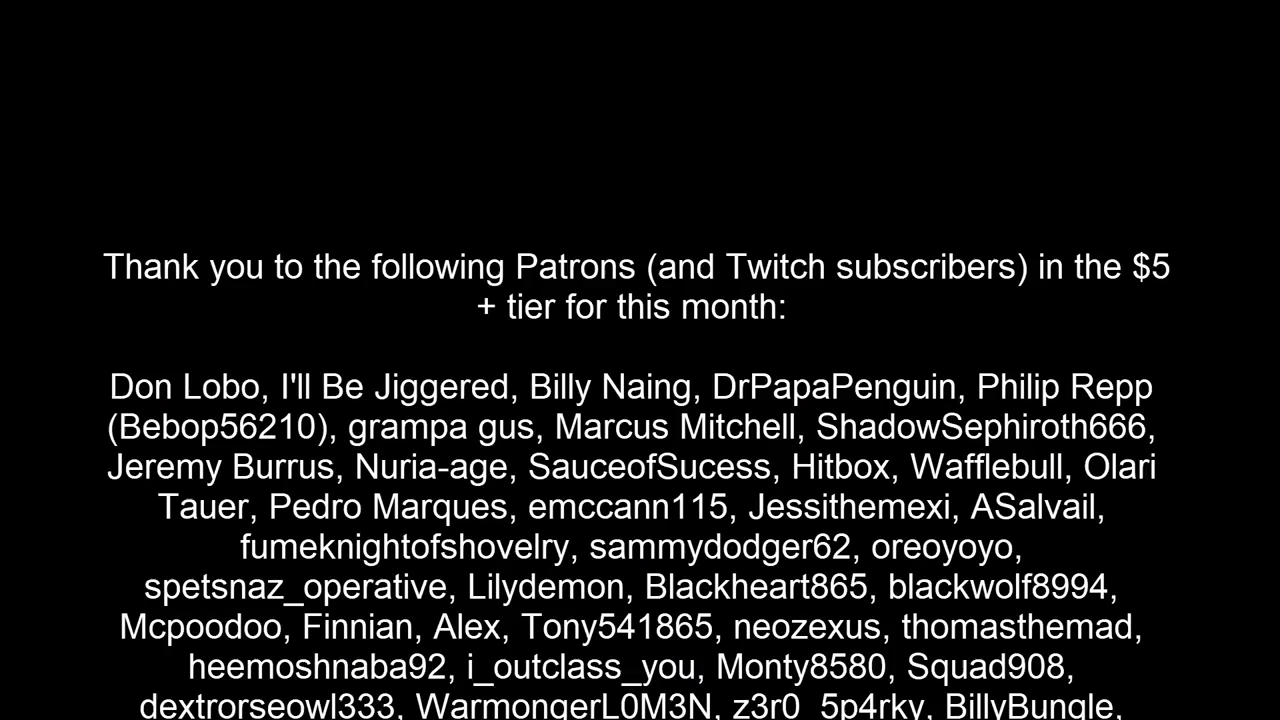 Thank you to the following Patrons (and Twitch subscribers) in the $5
+ tier for this month:
Don Lobo, I'll Be Jiggered, Billy Naing, DrPapaPenguin, Philip Repp
(Bebop56210), grampa gus, Marcus Mitchell, ShadowSephiroth666,
Jeremy Burrus, Nuria-age, SauceofSucess, Hitbox, Wafflebull, Olari
Tauer, Pedro Marques, emccann115, Jessithemexi, ASalvail,
fumeknightofshovelry, sammydodger62, oreoyoyo,
spetsnaz_operative, Lilydemon, Blackheart865, blackwolf8994,
Mcpoodoo, Finnian, Alex, Tony541865, neozexus, thomasthemad,
heemoshnaba92, i_outclass_you, Monty8580, Squad908,
dextrorseowl333, WarmongerL0M3N, z3r0_5p4rky, BillyBungle,